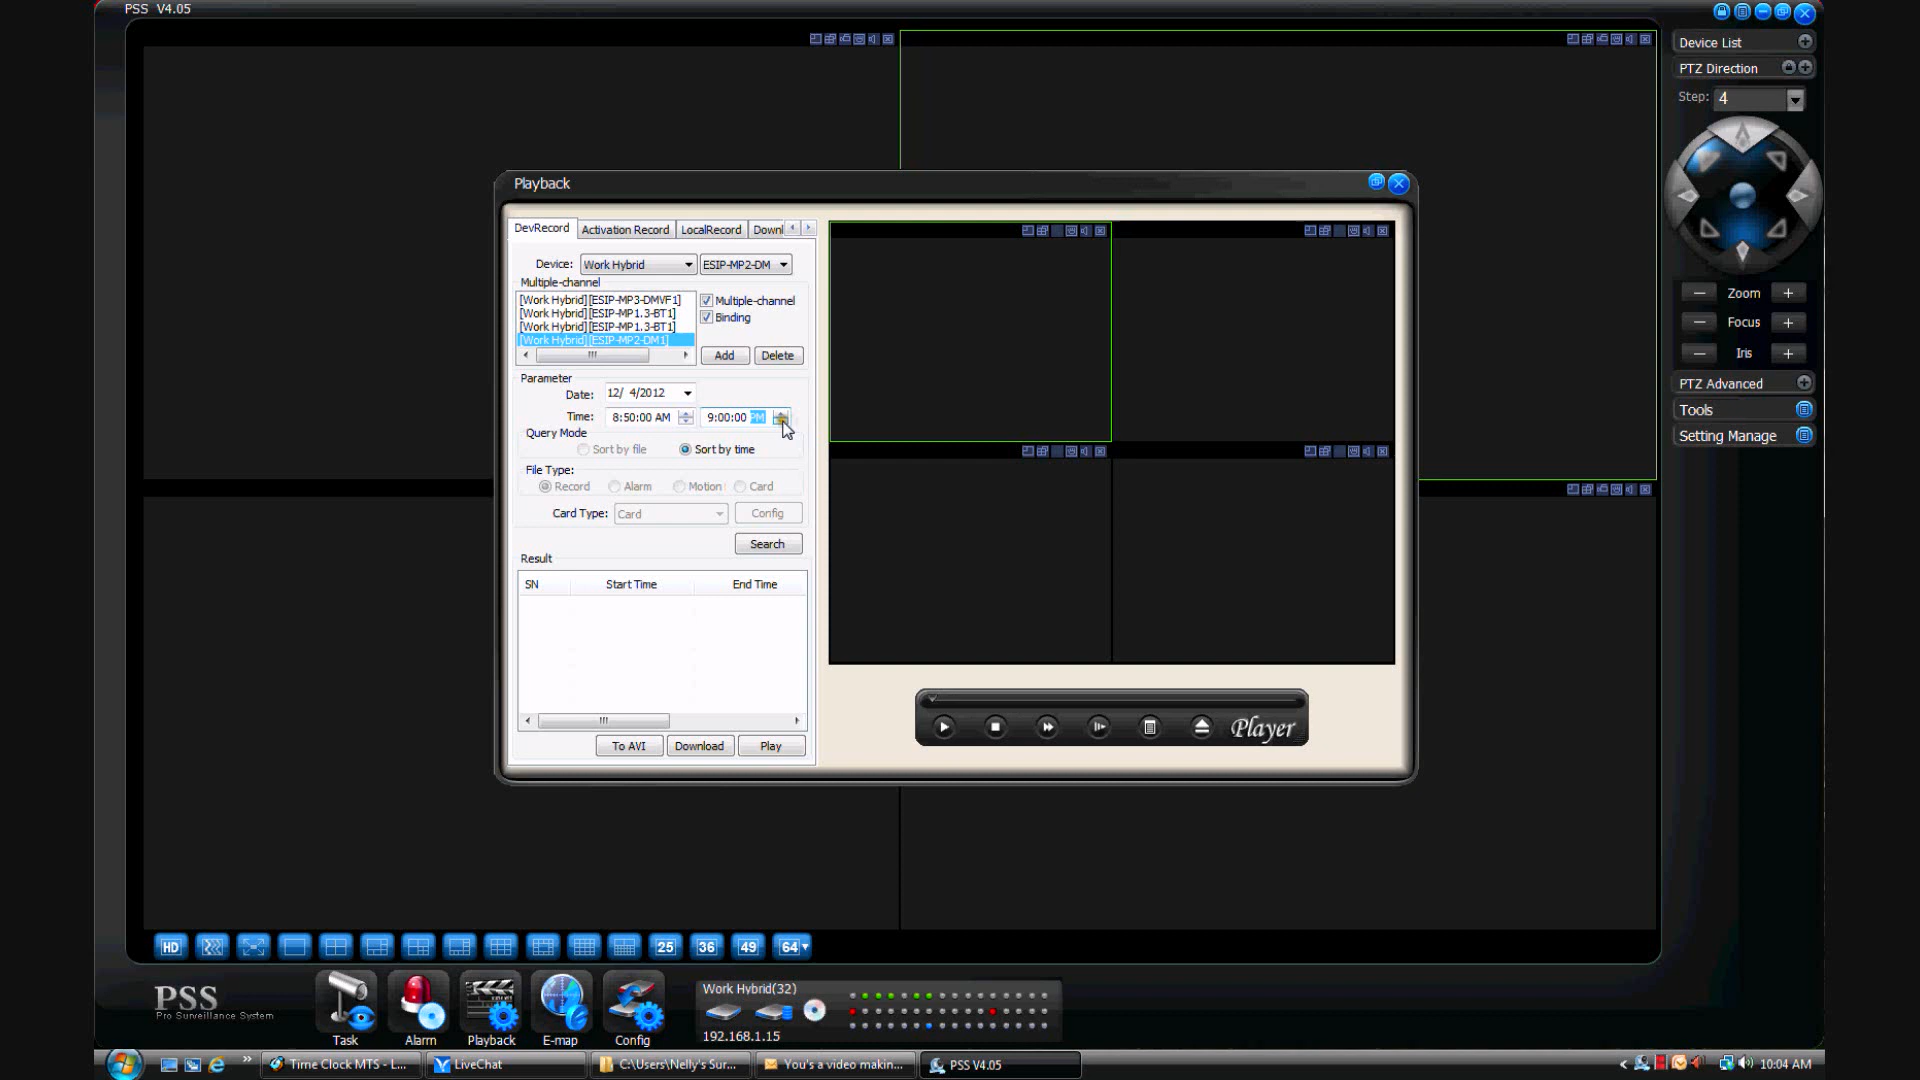 PSS V4.05
Device List
PTZ Direction
Step: 4
Zoom
Focus
Iris
PTZ Advanced
Tools
Setting Manage
Playback
DevRecord Activation Record LocalRecord Downl
Device: Work Hybrid ESIP-MP2-DM
Multiple-channel
[Work Hybrid][ESIP-MP3-DMVF1]
[Work Hybrid][ESIP-MP1.3-BT1]
[Work Hybrid][ESIP-MP1.3-BT1]
[Work Hybrid][ESIP-MP2-DM1]
Multiple-channel
Binding
Add Delete
Parameter
Date: 12/ 4/2012
Time: 8:50:00 AM 9:00:00 PM
Query Mode
Sort by file Sort by time
File Type:
Record Alarm Motion Card
Card Type: Card Config
Search
Result
SN Start Time End Time
To AVI Download Play
Player
HD 25 36 49 64
PSS
Pro Surveillance System
Task Alarm Playback E-map Config
Work Hybrid(32)
192.168.1.15
Time Clock MTS - L... LiveChat C:\Users\Nelly's Sur... You's a video makin... PSS V4.05 10:04 AM